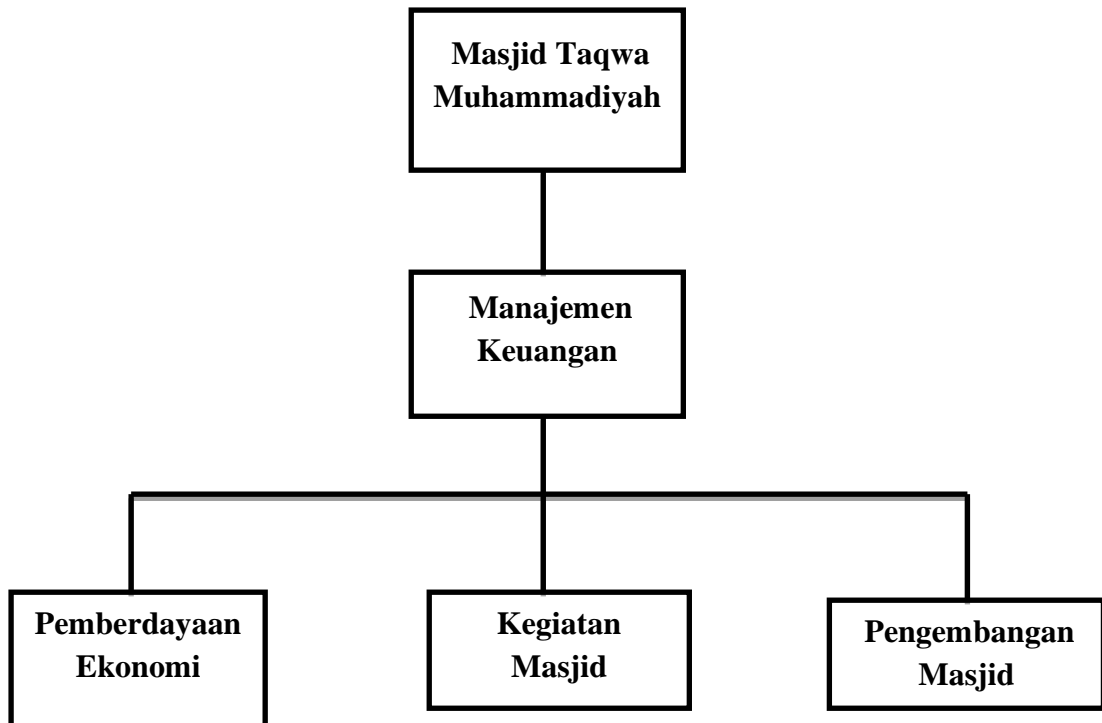 Masjid Taqwa
Muhammadiyah
Manajemen
Keuangan
Pemberdayaan
Ekonomi
Kegiatan
Masjid
Pengembangan
Masjid